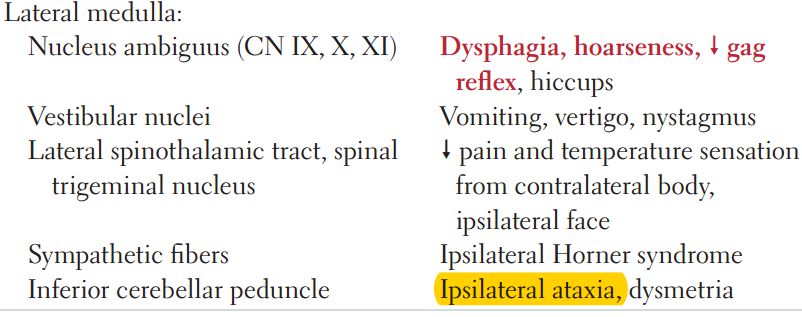 Lateral medulla:
Nucleus ambiguus (CN IX, X, XI) Dysphagia, hoarseness, ↓ gag
reflex, hiccups
Vestibular nuclei Vomiting, vertigo, nystagmus
Lateral spinothalamic tract, spinal ↓ pain and temperature sensation
trigeminal nucleus from contralateral body,
ipsilateral face
Sympathetic fibers Ipsilateral Horner syndrome
Inferior cerebellar peduncle Ipsilateral ataxia, dysmetria